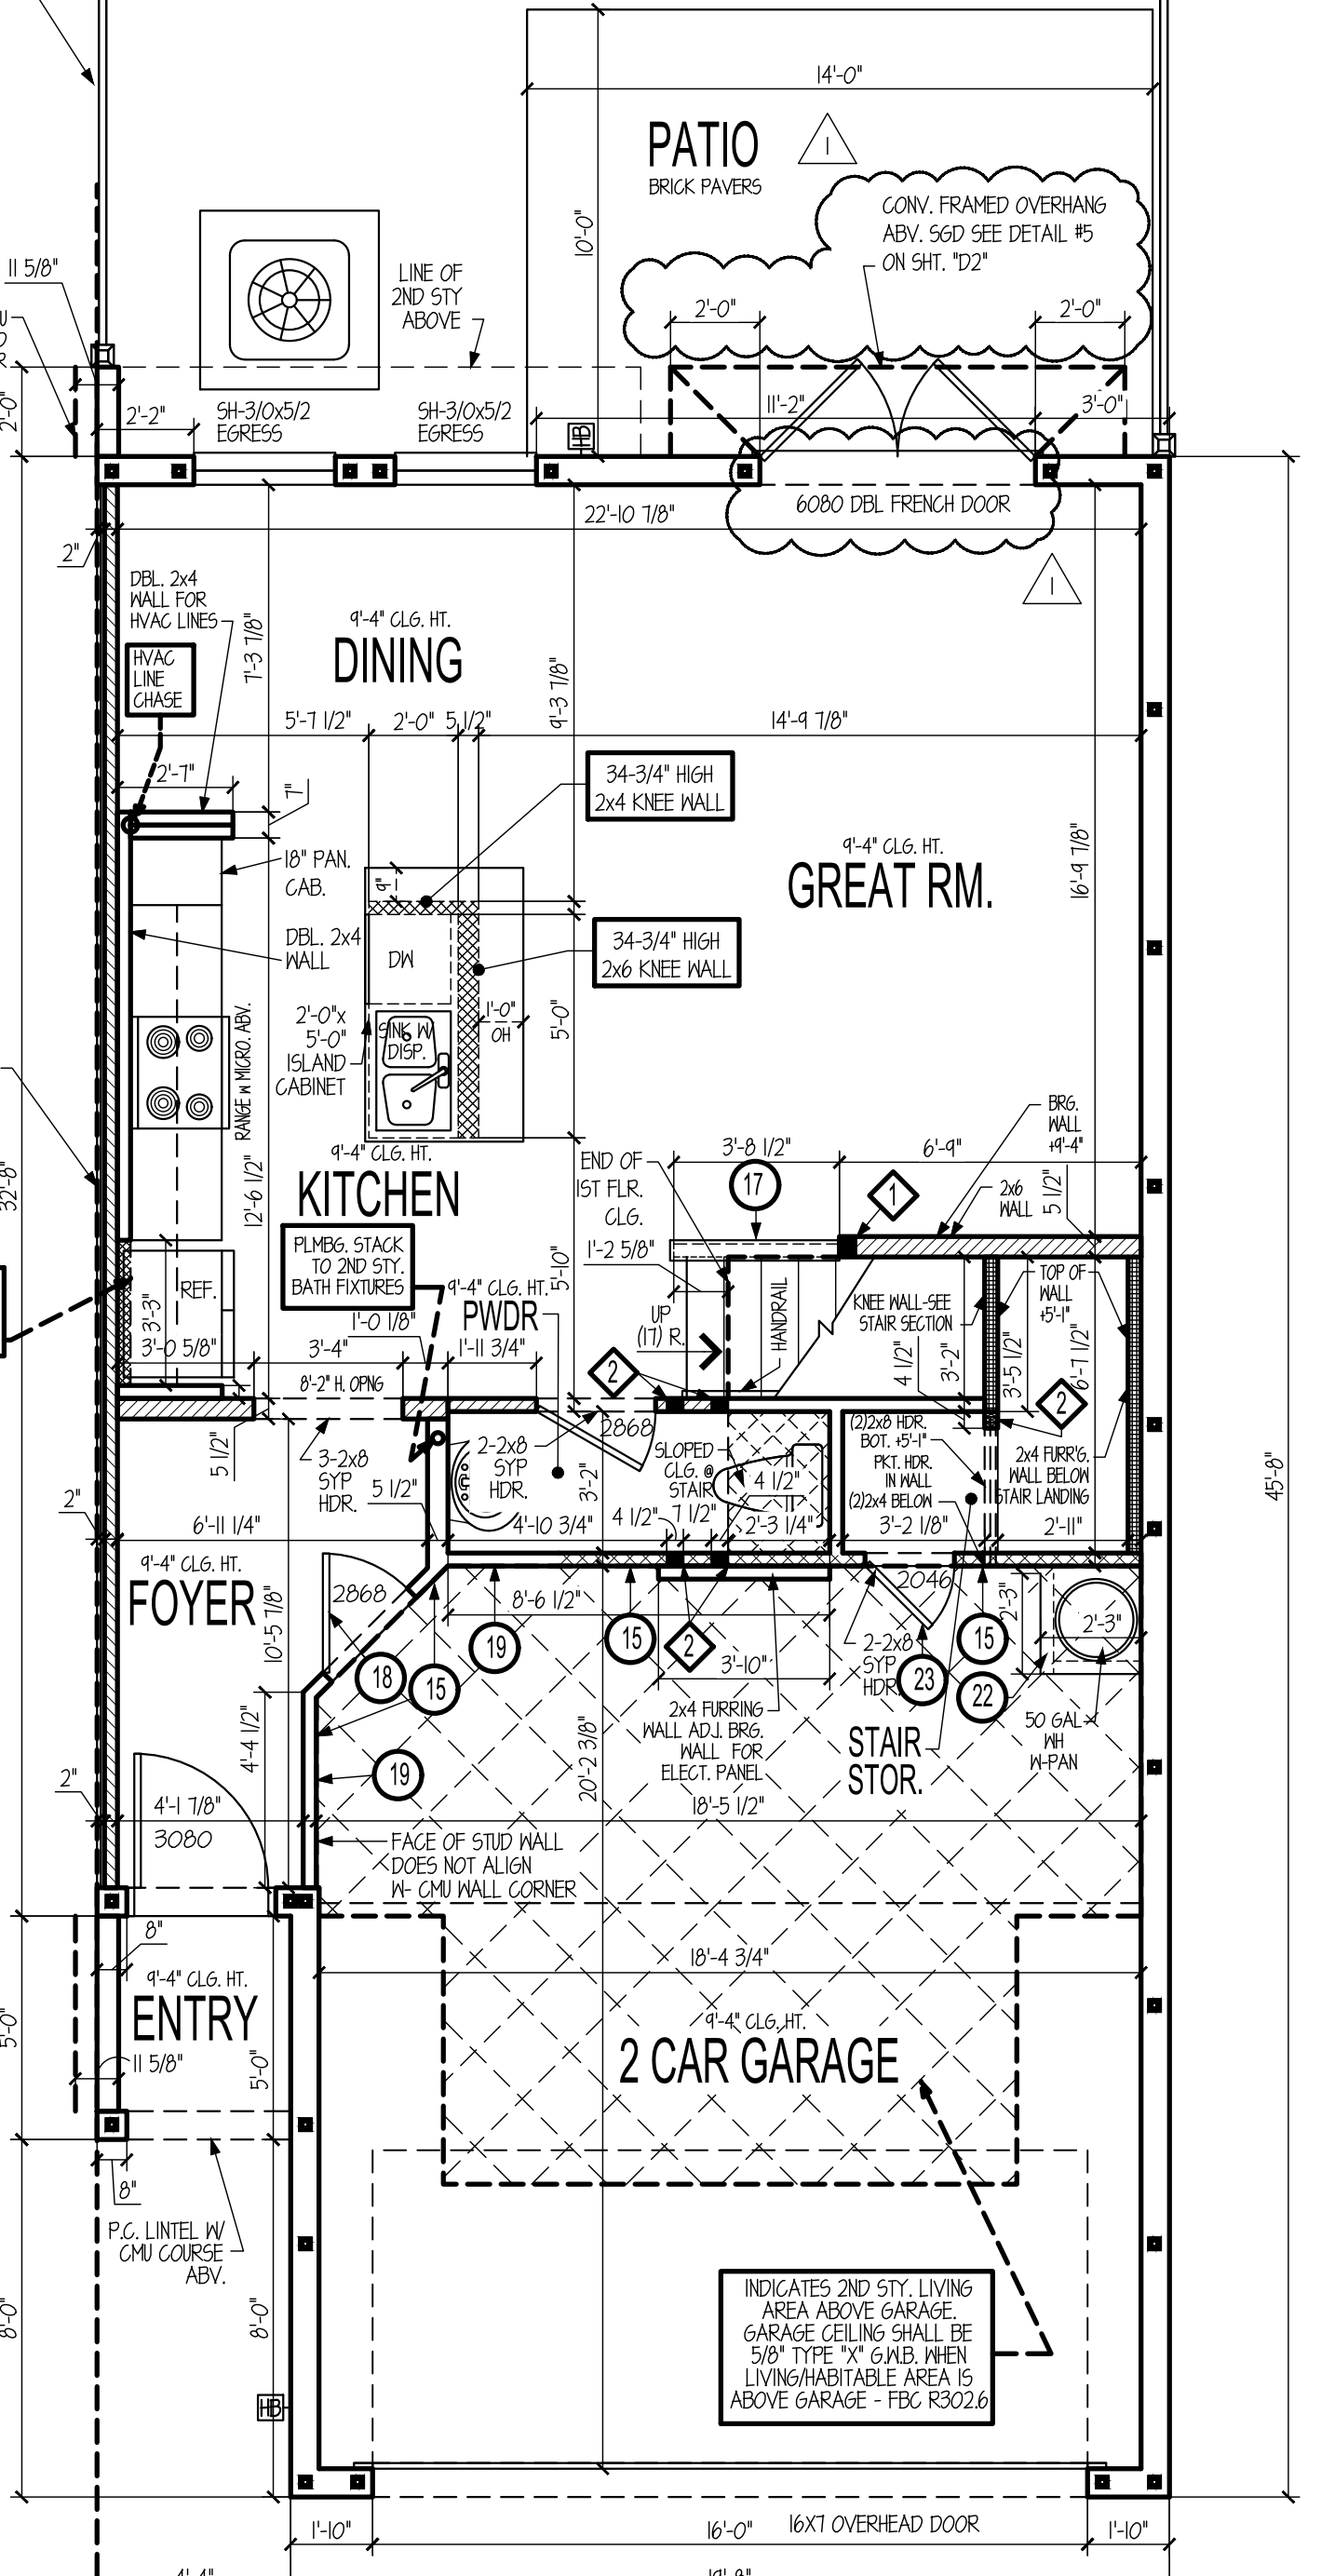 14'-0"
PATIO
BRICK PAVERS
1
10'-0"
CONV. FRAMED OVERHANG
ABV. SGD SEE DETAIL #5
ON SHT. "D2"
11 5/8"
LINE OF
2ND STY
ABOVE
2'-0"
2'-0"
2'-0"
2'-2"
SH-3/0x5/2
EGRESS
SH-3/0x5/2
EGRESS
HB
11'-2"
3'-0"
6080 DBL FRENCH DOOR
22'-10 7/8"
2"
1
DBL. 2x4
WALL FOR
HVAC LINES
HVAC
LINE
CHASE
7'-3 7/8"
9'-4" CLG. HT.
DINING
9'-3 7/8"
5'-7 1/2"
2'-0"
5 1/2"
14'-9 7/8"
2'-7"
7"
34-3/4" HIGH
2x4 KNEE WALL
18" PAN.
CAB.
9"
9'-4" CLG. HT.
GREAT RM.
16'-9 7/8"
DBL. 2x4
WALL
DW
34-3/4" HIGH
2x6 KNEE WALL
2'-0"x
5'-0"
ISLAND
CABINET
SINK W/
DISP.
1'-0"
OH
5'-0"
RANGE W MICRO. ABV.
32'-8"
12'-6 1/2"
9'-4" CLG. HT.
KITCHEN
END OF
1ST FLR.
CLG.
3'-8 1/2"
17
6'-9"
1
BRG.
WALL
+9'-4"
2x6
WALL
5 1/2"
PLMBG. STACK
TO 2ND STY.
BATH FIXTURES
1'-2 5/8"
5'-10"
REF.
3'-3"
9'-4" CLG. HT.
PWDR
UP
(17) R.
HANDRAIL
KNEE WALL-SEE
STAIR SECTION
TOP OF
WALL
+5'-1"
3'-0 5/8"
3'-4"
1'-0 1/8"
1'-11 3/4"
8'-2" H. OPNG
2
4 1/2"
3'-2"
3'-5 1/2"
6'-7 1/2"
2
5 1/2"
3-2x8
SYP
HDR.
5 1/2"
2-2x8
SYP
HDR.
2868
3'-2"
SLOPED
CLG. @
STAIR
4 1/2"
(2)2x8 HDR.
BOT. +5'-1"
PKT. HDR.
IN WALL
(2)2x4 BELOW
2x4 FURR'G.
WALL BELOW
STAIR LANDING
2"
6'-11 1/4"
4'-10 3/4"
4 1/2"
7 1/2"
2'-3 1/4"
3'-2 1/8"
2'-11"
45'-8"
9'-4" CLG. HT.
FOYER
2868
8'-6 1/2"
2046
2'-3"
2'-3"
10'-5 7/8"
18
15
19
15
2
3'-10"
2-2x8
SYP
HDR.
23
15
22
4'-4 1/2"
19
20'-2 3/8"
2x4 FURRING
WALL ADJ. BRG.
WALL FOR
ELECT. PANEL
STAIR
STOR.
50 GAL
WH
W-PAN
2"
4'-1 7/8"
3080
18'-5 1/2"
FACE OF STUD WALL
DOES NOT ALIGN
W- CMU WALL CORNER
8"
18'-4 3/4"
9'-4" CLG. HT.
ENTRY
5'-0"
11 5/8"
5'-0"
9'-4" CLG. HT.
2 CAR GARAGE
8"
P.C. LINTEL W/
CMU COURSE
ABV.
8'-0"
8'-0"
HB
INDICATES 2ND STY. LIVING
AREA ABOVE GARAGE.
GARAGE CEILING SHALL BE
5/8" TYPE "X" G.W.B. WHEN
LIVING/HABITABLE AREA IS
ABOVE GARAGE - FBC R302.6
1'-10"
16'-0"
16X7 OVERHEAD DOOR
1'-10"